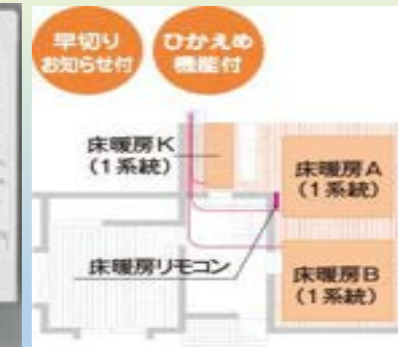 早切り
お知らせ付
ひかえめ
機能付
床暖房K
(1系統)
床暖房A
(1系統)
床暖房リモコン
床暖房B
(1系統)